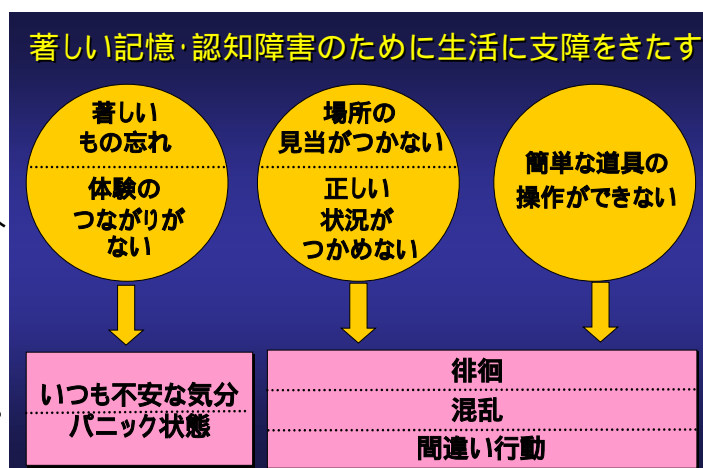 著しい記憶・認知障害のために生活に支障をきたす
著しい
もの忘れ
体験の
つながりが
ない
場所の
見当がつかない
正しい
状況が
つかめない
簡単な道具の
操作ができない
いつも不安な気分
パニック状態
徘徊
混乱
間違い行動